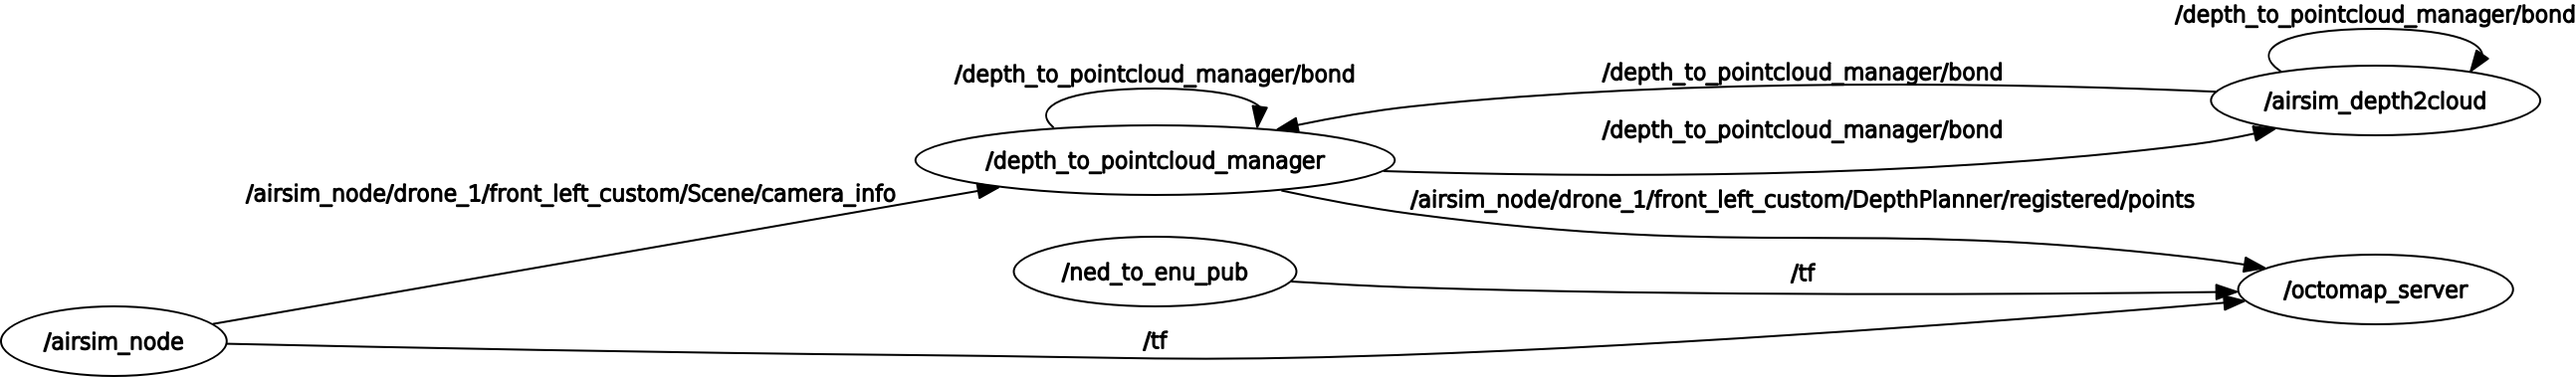 /depth_to_pointcloud_manager/bond
/depth_to_pointcloud_manager/bond
/depth_to_pointcloud_manager/bond
/airsim_depth2cloud
/depth_to_pointcloud_manager/bond
/depth_to_pointcloud_manager
/airsim_node/drone_1/front_left_custom/Scene/camera_info
/airsim_node/drone_1/front_left_custom/DepthPlanner/registered/points
/ned_to_enu_pub
/tf
/octomap_server
/airsim_node
/tf